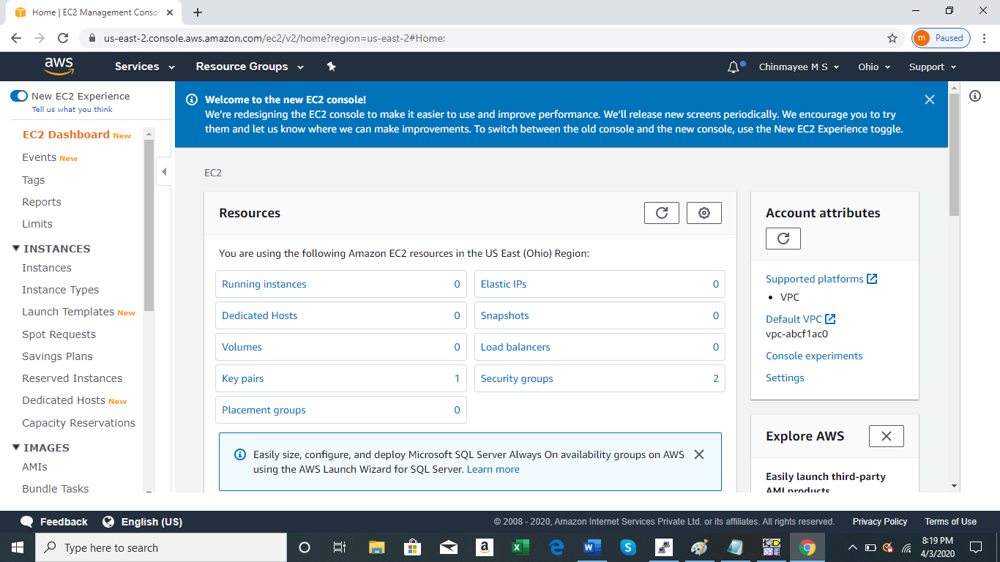 Home | EC2 Management Conso
us-east-2.console.aws.amazon.com/ec2/v2/home?region=us-east-2#Home:
m Paused
aws Services Resource Groups Chinmayee M S Ohio Support
New EC2 Experience
Tell us what you think
EC2 Dashboard New
Events New
Tags
Reports
Limits
INSTANCES
Instances
Instance Types
Launch Templates New
Spot Requests
Savings Plans
Reserved Instances
Dedicated Hosts New
Capacity Reservations
IMAGES
AMIs
Bundle Tasks
Welcome to the new EC2 console!
We're redesigning the EC2 console to make it easier to use and improve performance. We'll release new screens periodically. We encourage you to try
them and let us know where we can make improvements. To switch between the old console and the new console, use the New EC2 Experience toggle.
EC2
Resources
You are using the following Amazon EC2 resources in the US East (Ohio) Region:
Running instances 0 Elastic IPs 0
Dedicated Hosts 0 Snapshots 0
Volumes 0 Load balancers 0
Key pairs 1 Security groups 2
Placement groups 0
Easily size, configure, and deploy Microsoft SQL Server Always On availability groups on AWS
using the AWS Launch Wizard for SQL Server. Learn more
Account attributes
Supported platforms
• VPC
Default VPC
vpc-abcf1ac0
Console experiments
Settings
Explore AWS
Easily launch third-party
AMI products
Feedback English (US) © 2008 - 2020, Amazon Internet Services Private Ltd. or its affiliates. All rights reserved. Privacy Policy Terms of Use
Type here to search
8:19 PM
4/3/2020